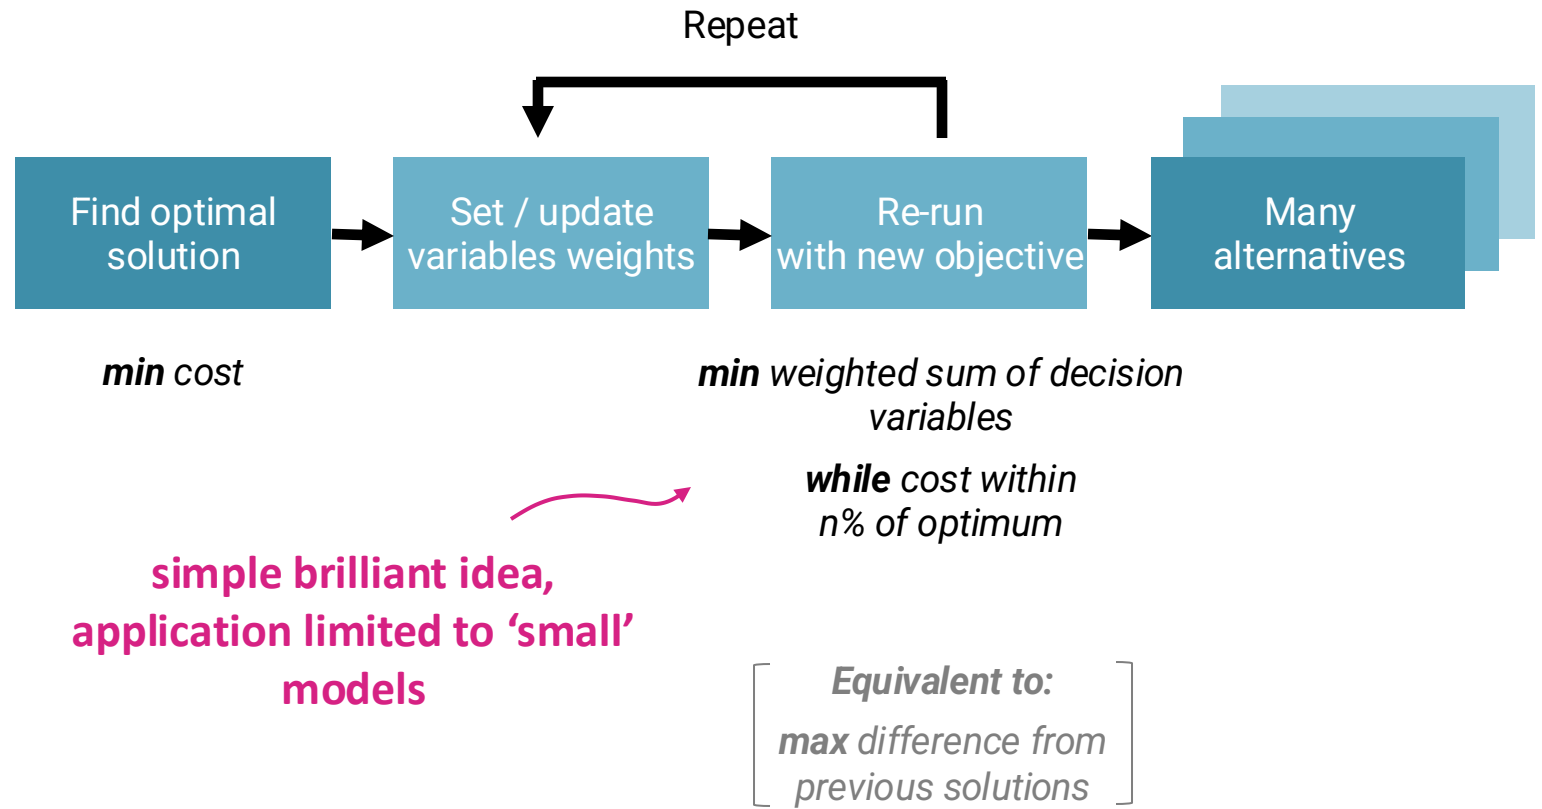 Repeat
Find optimal
solution
Set / update
variables weights
Re-run
with new objective
Many
alternatives
min cost
min weighted sum of decision
variables
while cost within
n% of optimum
simple brilliant idea,
application limited to ‘small’
models
Equivalent to:
max difference from
previous solutions